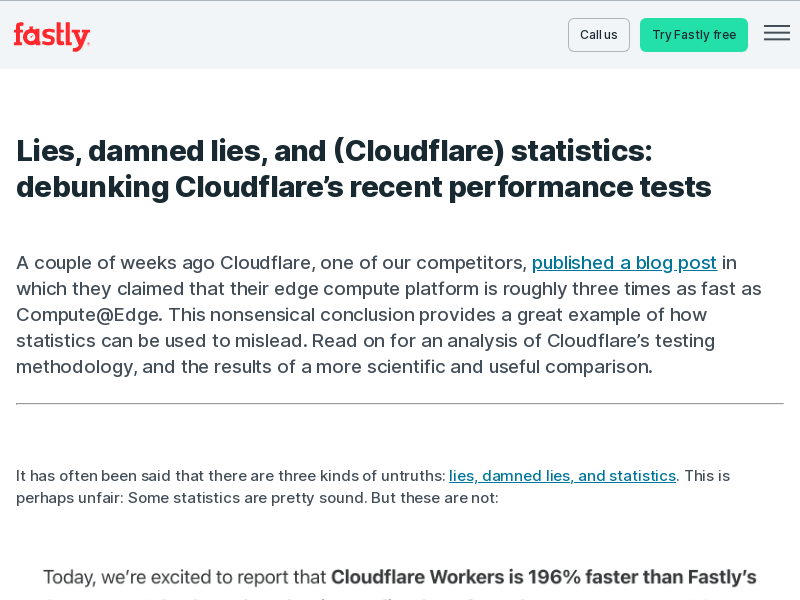 fastly
Call us
Try Fastly free
Lies, damned lies, and (Cloudflare) statistics:
debunking Cloudflare’s recent performance tests
A couple of weeks ago Cloudflare, one of our competitors, published a blog post in
which they claimed that their edge compute platform is roughly three times as fast as
Compute@Edge. This nonsensical conclusion provides a great example of how
statistics can be used to mislead. Read on for an analysis of Cloudflare’s testing
methodology, and the results of a more scientific and useful comparison.
It has often been said that there are three kinds of untruths: lies, damned lies, and statistics. This is
perhaps unfair: Some statistics are pretty sound. But these are not:
Today, we’re excited to report that Cloudflare Workers is 196% faster than Fastly’s